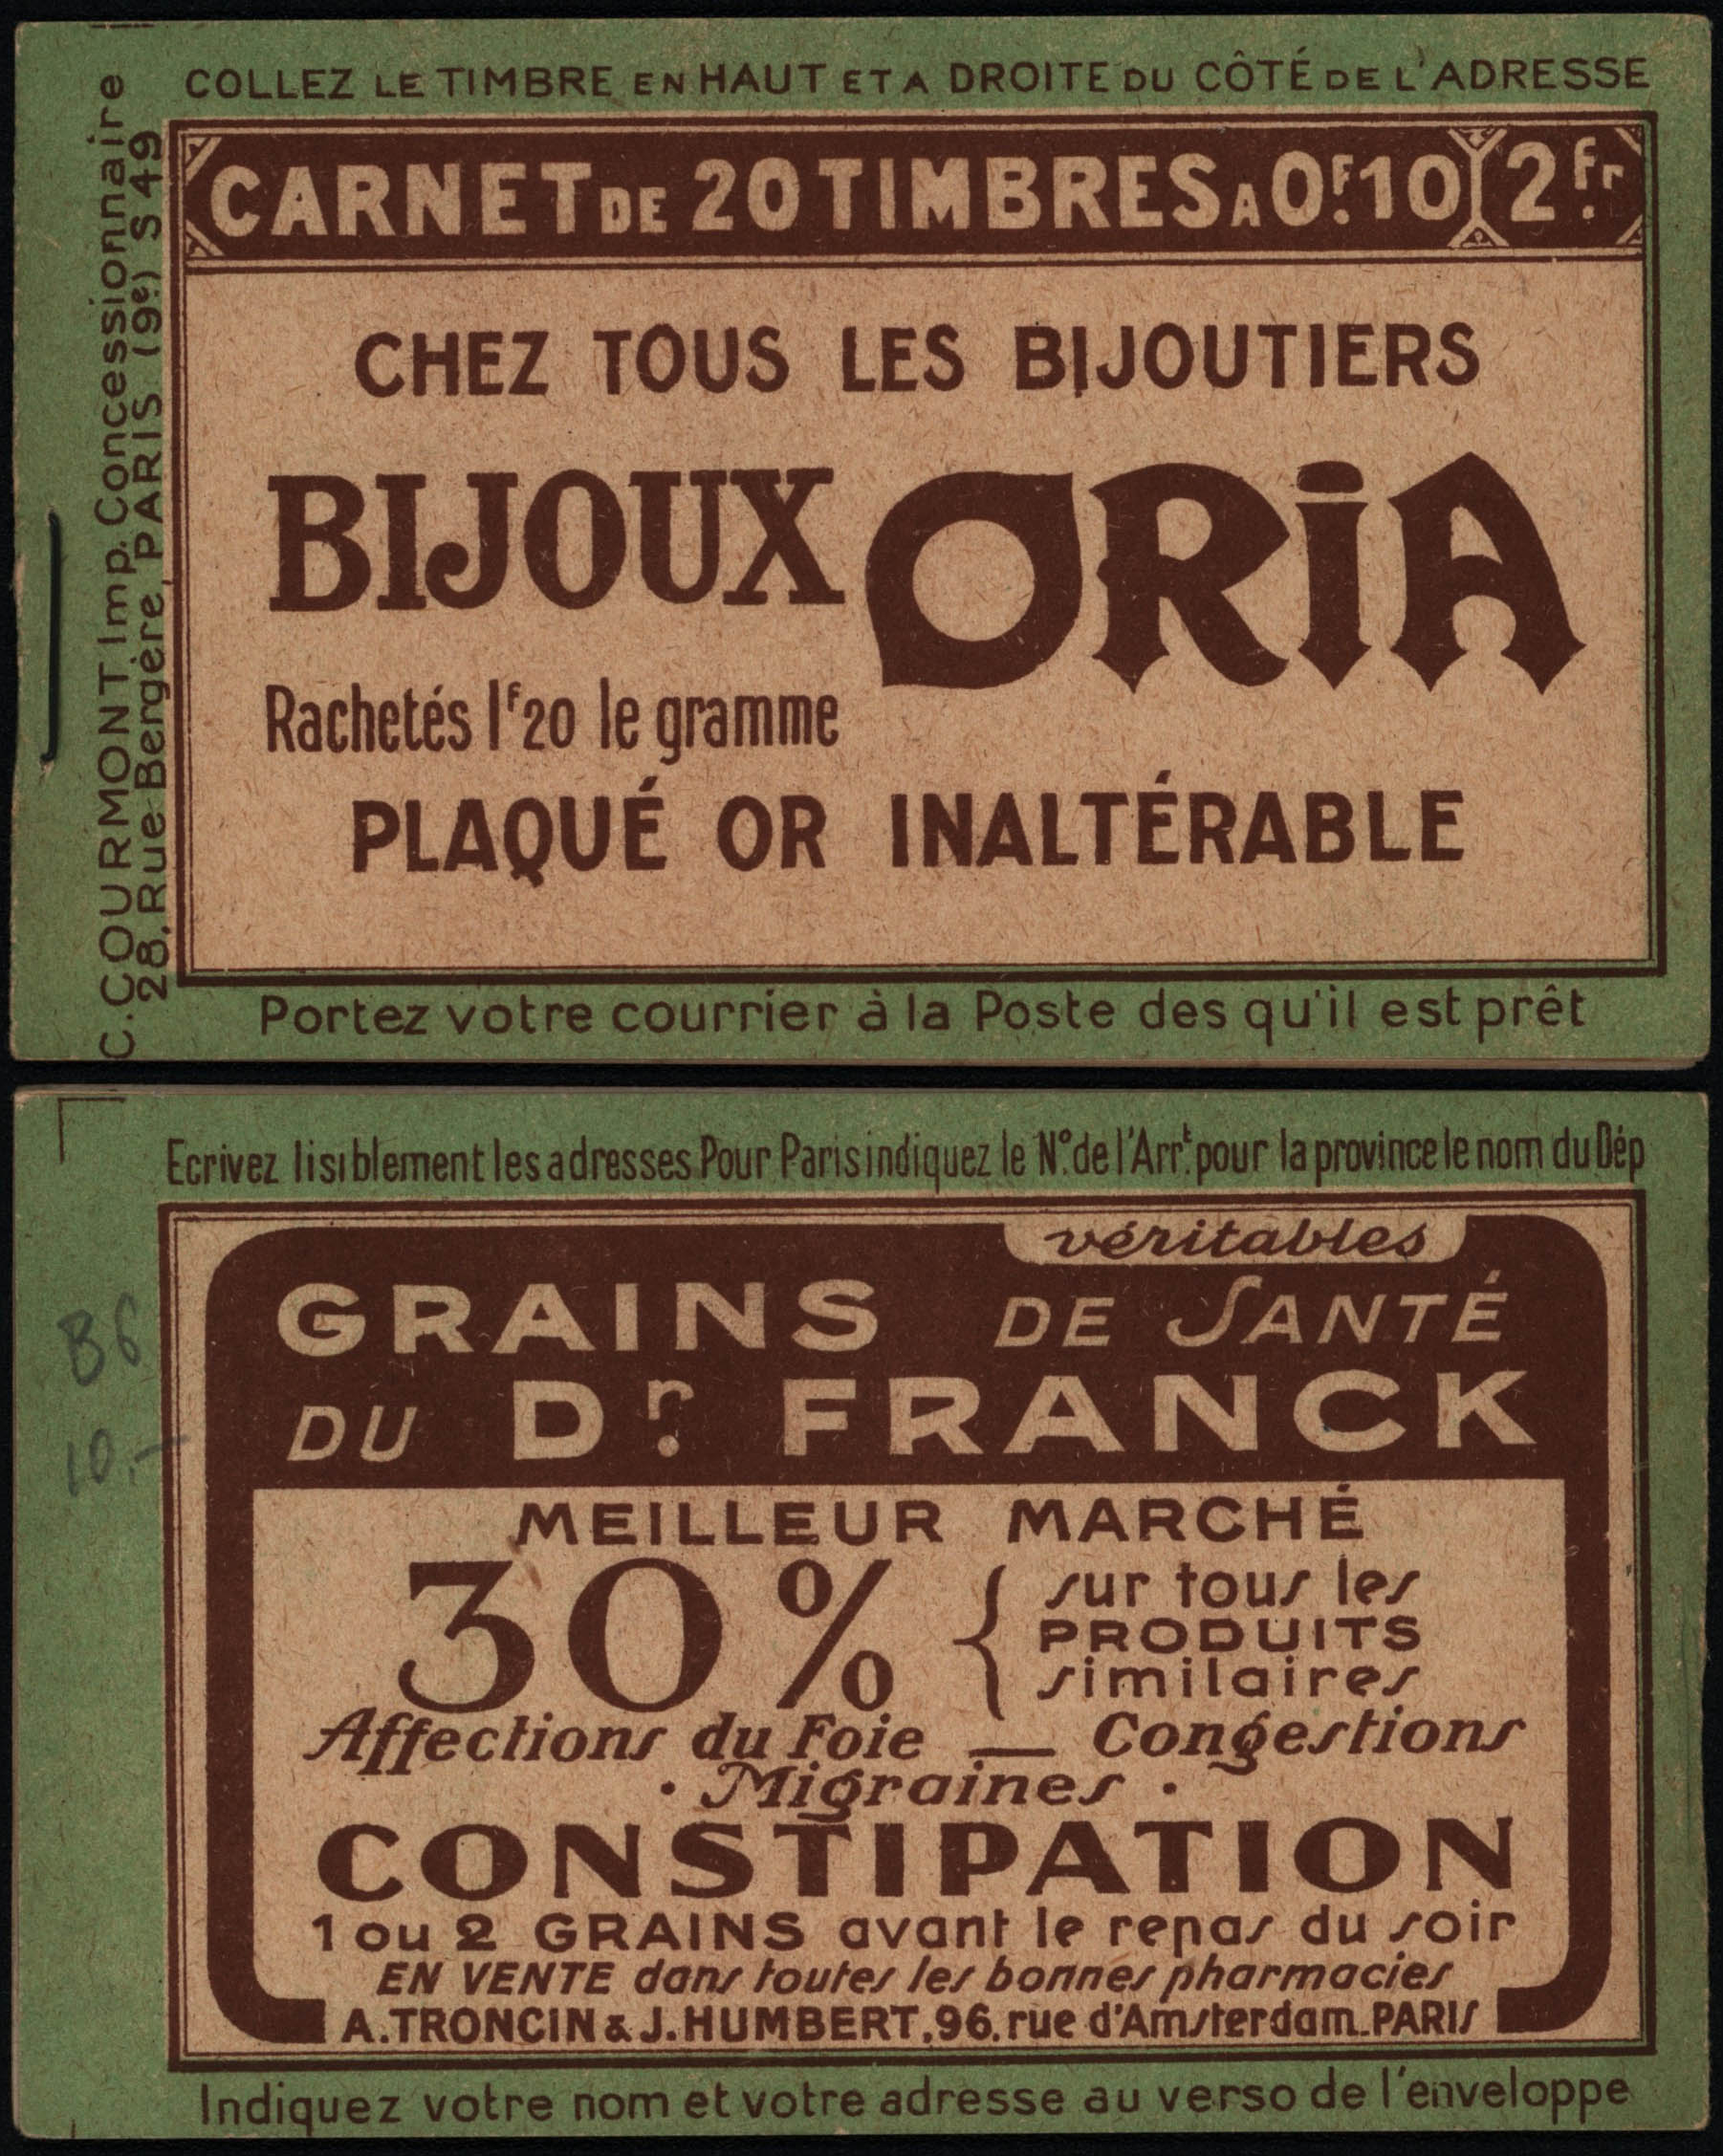 COLLEZ LE TIMBRE EN HAUT ET A DROITE DU CÔTÉ DE L'ADRESSE
C. COURMONT Imp. Concessionnaire
28, Rue Bergère, PARIS (9e) S 49
CARNET DE 20 TIMBRES A 0F.10 2fr.
CHEZ TOUS LES BIJOUTIERS
BIJOUX ORiA
Rachetés 1f20 le gramme
PLAQUÉ OR INALTÉRABLE
Portez votre courrier à la Poste des qu'il est prêt
Ecrivez lisiblement les adresses Pour Paris indiquez le No. de l'Arrt. pour la province le nom du Dép
véritables
GRAINS DE SANTÉ
DU Dr. FRANCK
B6
10.-
MEILLEUR MARCHÉ
30% { sur tous les
PRODUITS
similaires
Affections du Foie — Congestions
· Migraines ·
CONSTIPATION
1 ou 2 GRAINS avant le repas du soir
EN VENTE dans toutes les bonnes pharmacies
A. TRONCIN & J. HUMBERT, 96, rue d'Amsterdam. PARIS
Indiquez votre nom et votre adresse au verso de l'enveloppe